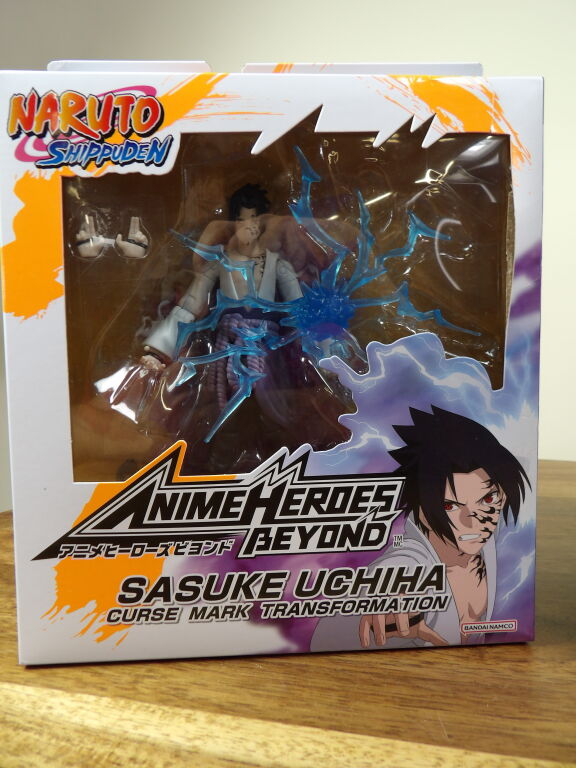 NARUTO
SHIPPUDEN
ANIME HEROES
BEYOND
TM
MC
アニメヒーローズ ビヨンド
SASUKE UCHIHA
CURSE MARK TRANSFORMATION
BANDAI NAMCO